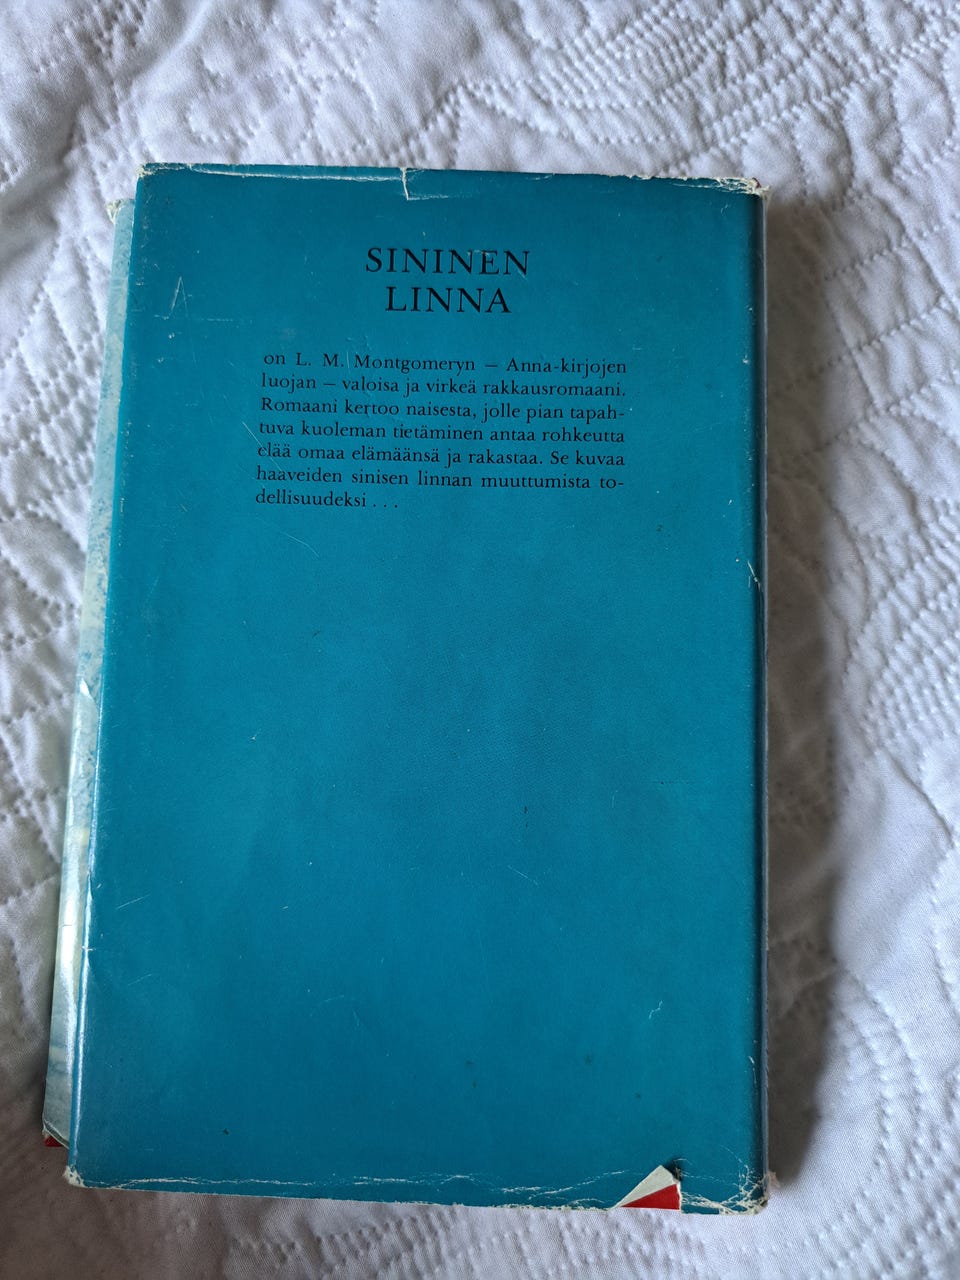 SININEN
LINNA
on L. M. Montgomeryn — Anna-kirjojen
luojan — valoisa ja virkeä rakkausromaani.
Romaani kertoo naisesta, jolle pian tapah-
tuva kuoleman tietäminen antaa rohkeutta
elää omaa elämäänsä ja rakastaa. Se kuvaa
haaveiden sinisen linnan muuttumista to-
dellisuudeksi . . .